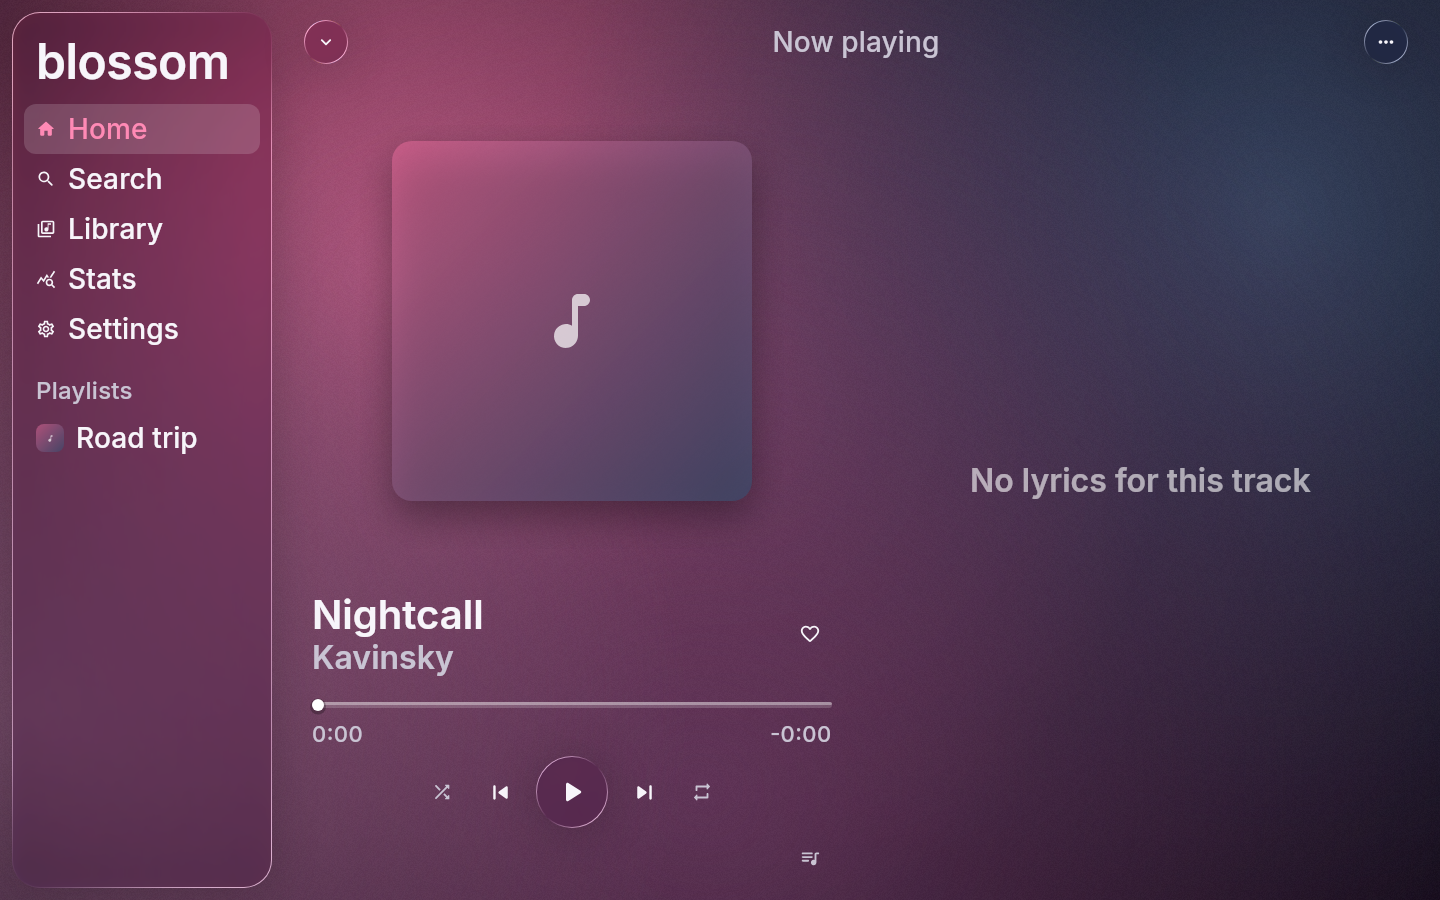 blossom
Home
Search
Library
Stats
Settings
Playlists
Road trip
Now playing
Nightcall
Kavinsky
0:00
-0:00
No lyrics for this track